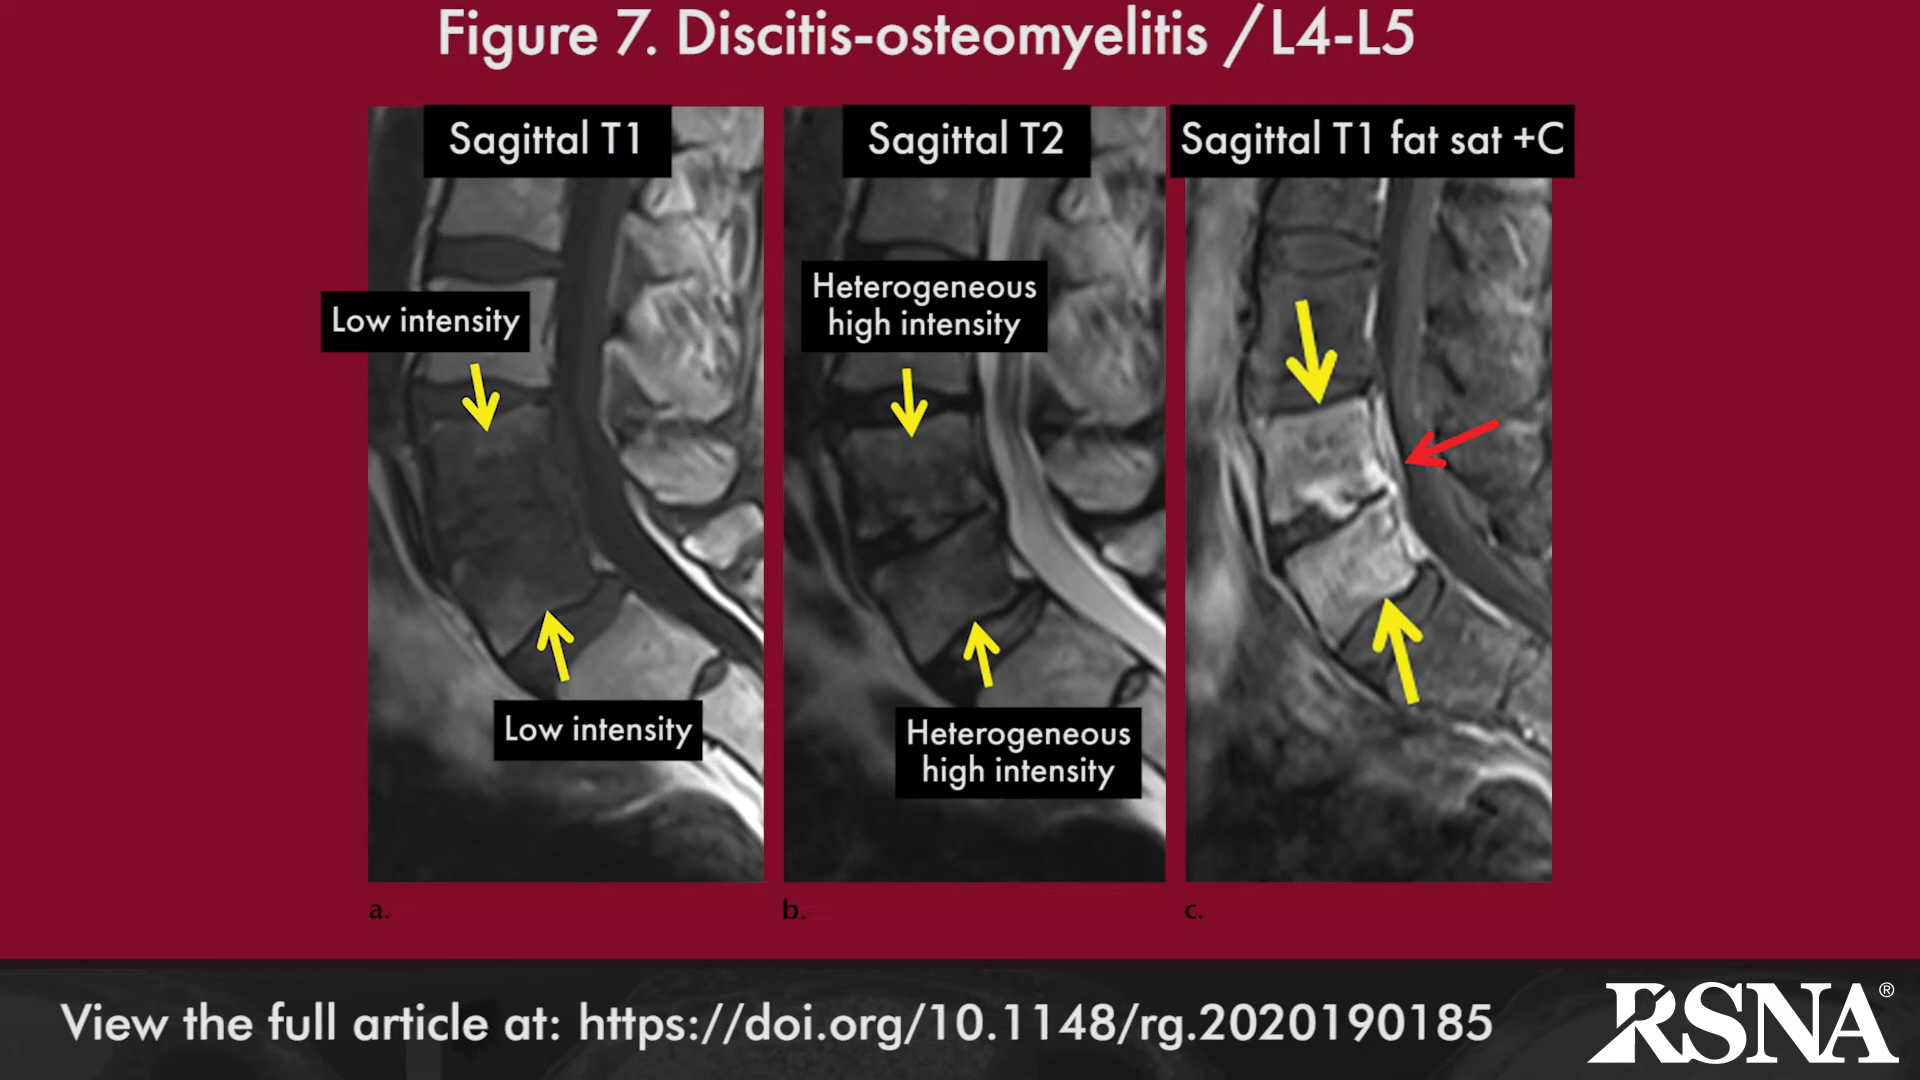 Figure 7. Discitis-osteomyelitis / L4-L5
Sagittal T1
Sagittal T2
Sagittal T1 fat sat +C
Low intensity
Heterogeneous
high intensity
Low intensity
Heterogeneous
high intensity
a.
b.
c.
View the full article at: https://doi.org/10.1148/rg.2020190185
RSNA®